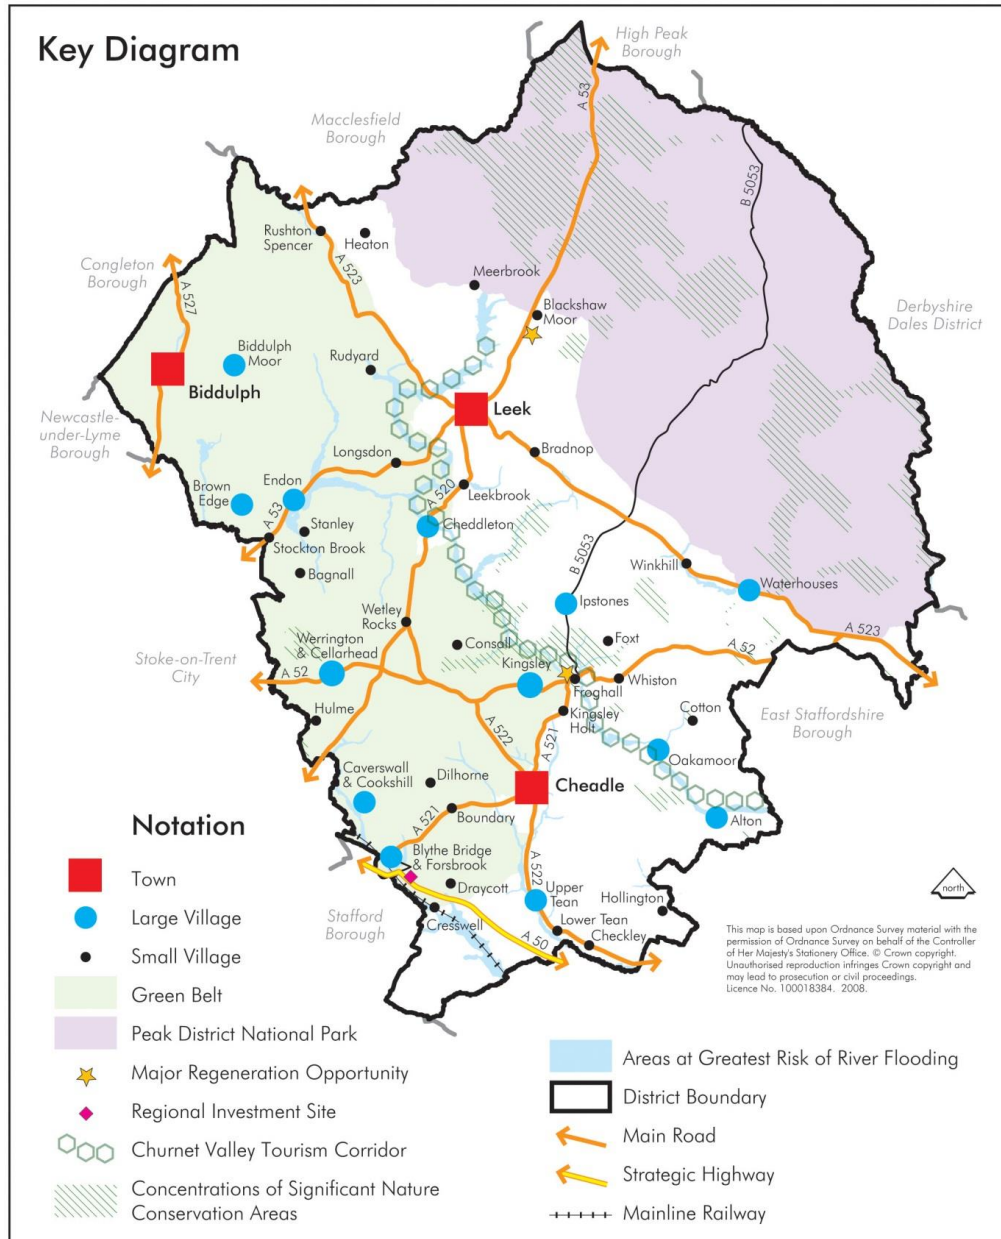 Key Diagram
High Peak
Borough
A 53
Macclesfield
Borough
B 5053
Rushton
Spencer
Heaton
A 523
Congleton
Borough
A 527
Meerbrook
Blackshaw
Moor
Derbyshire
Dales District
Biddulph
Moor
Rudyard
Biddulph
Leek
Newcastle-
under-Lyme
Borough
Longsdon
Bradnop
Brown
Edge
Endon
A 520
Leekbrook
A 53
Stanley
Cheddleton
Stockton Brook
B 5053
Winkhill
Bagnall
Waterhouses
Ipstones
Wetley
Rocks
Werrington
& Cellarhead
Consall
Foxt
A 523
Stoke-on-Trent
City
A 52
Kingsley
A 52
Froghall
Whiston
Hulme
Kingsley
Holt
Cotton
East Staffordshire
Borough
A 522
A 521
Oakamoor
Caverswall
& Cookshill
Dilhorne
Cheadle
A 521
Boundary
Alton
Blythe Bridge
& Forsbrook
A 522
Draycott
Upper
Tean
Hollington
Stafford
Borough
Cresswell
Lower Tean
Checkley
A 50
north
This map is based upon Ordnance Survey material with the
permission of Ordnance Survey on behalf of the Controller
of Her Majesty's Stationery Office. © Crown copyright.
Unauthorised reproduction infringes Crown copyright and
may lead to prosecution or civil proceedings.
Licence No. 100018384. 2008.
Notation
Town
Large Village
Small Village
Green Belt
Peak District National Park
Major Regeneration Opportunity
Regional Investment Site
Churnet Valley Tourism Corridor
Concentrations of Significant Nature
Conservation Areas
Areas at Greatest Risk of River Flooding
District Boundary
Main Road
Strategic Highway
Mainline Railway